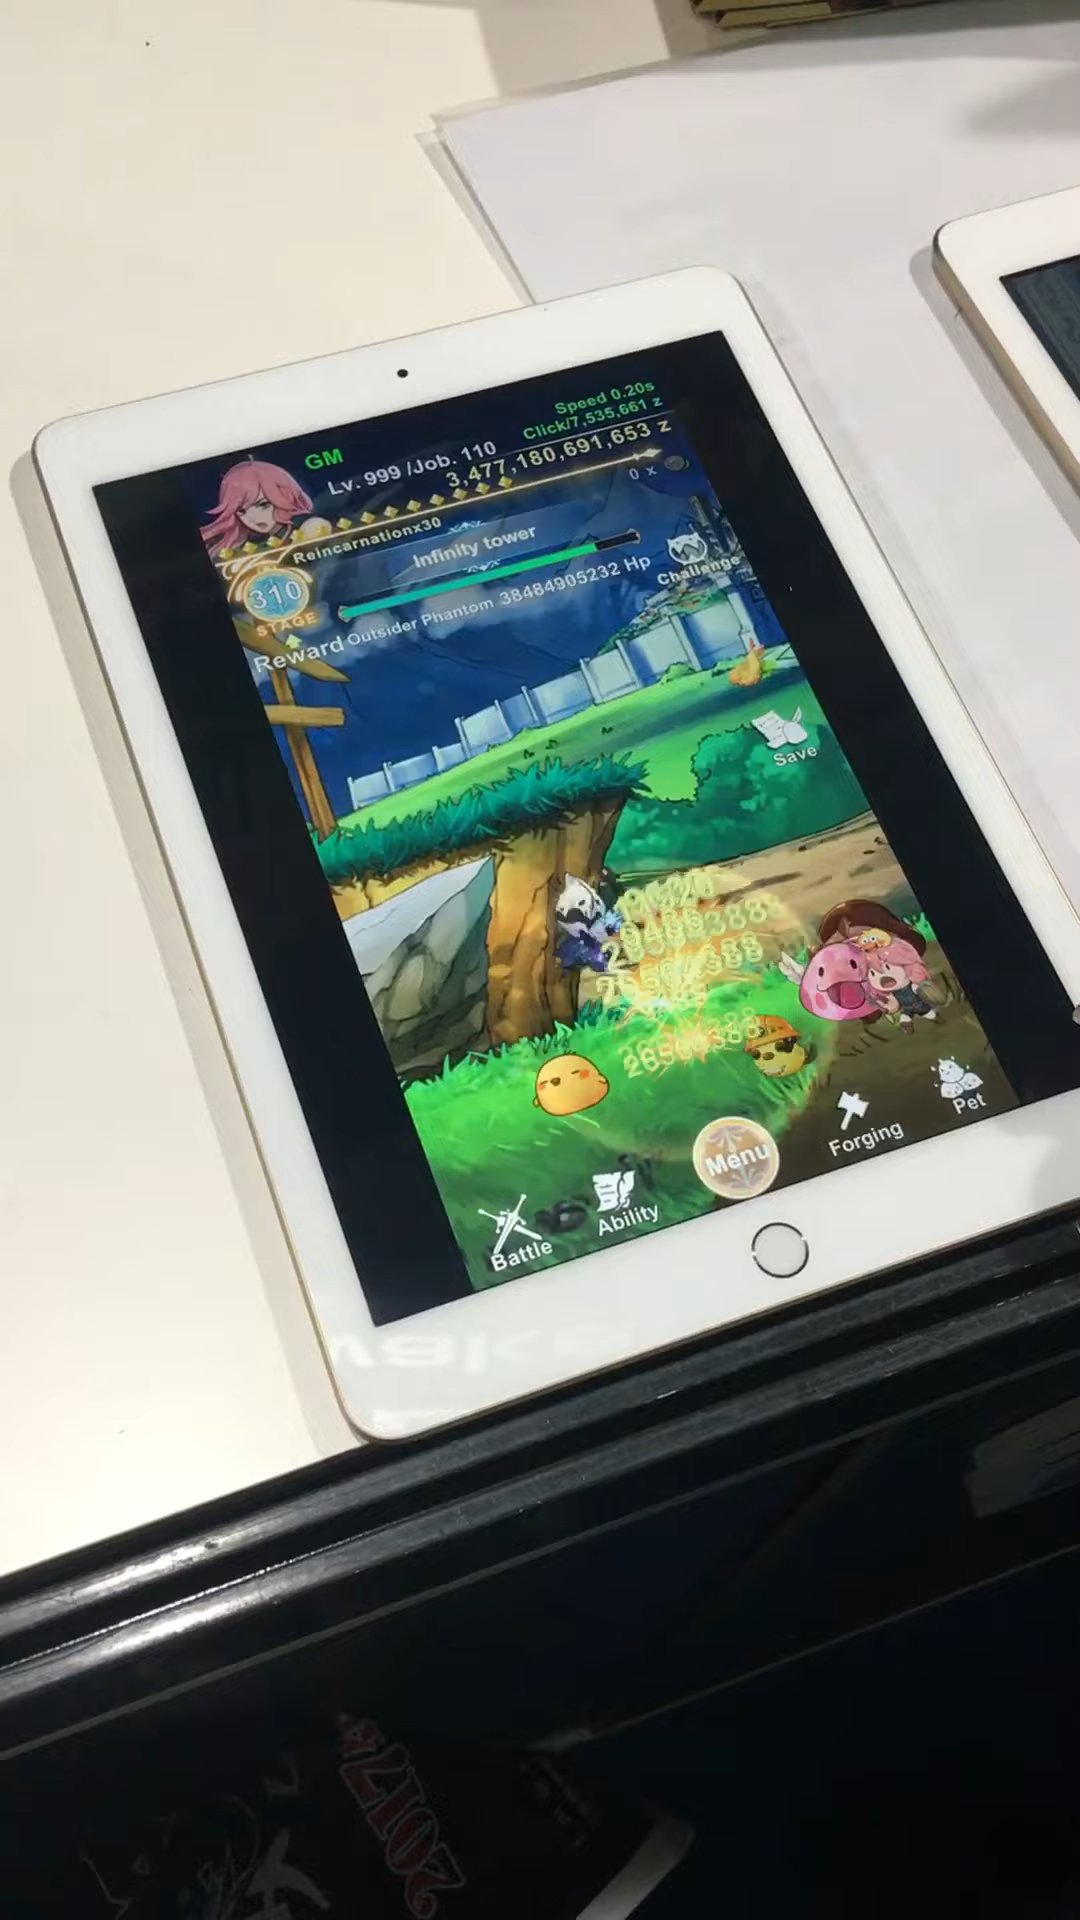 Speed 0.20s
Click/7,535,661 z
GM
Lv. 999 /Job. 110
3,477,180,691,653 z
0 x
Reincarnationx30
Infinity tower
310
STAGE
Challenge
Outsider Phantom 38484905232 Hp
Reward
Save
Pet
Forging
Menu
Ability
Battle
2017